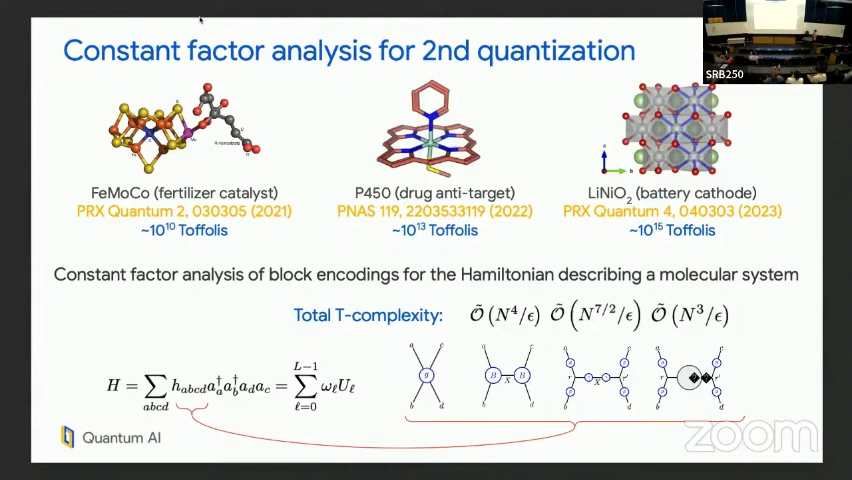 Constant factor analysis for 2nd quantization
SRB250
FeMoCo (fertilizer catalyst)
PRX Quantum 2, 030305 (2021)
~10¹⁰ Toffolis
P450 (drug anti-target)
PNAS 119, 2203533119 (2022)
~10¹³ Toffolis
LiNiO₂ (battery cathode)
PRX Quantum 4, 040303 (2023)
~10¹⁵ Toffolis
Constant factor analysis of block encodings for the Hamiltonian describing a molecular system
Total T-complexity: Õ (N⁴/ϵ) Õ (N^{7/2}/ϵ) Õ (N³/ϵ)
H = ∑_{abcd} h_{abcd} a†_a a†_b a_d a_c = ∑_{ℓ=0}^{L−1} ω_ℓ U_ℓ
a c g b d
a c B X B b d
a c r X r' b d
a c r r' b d
Quantum AI
zoom